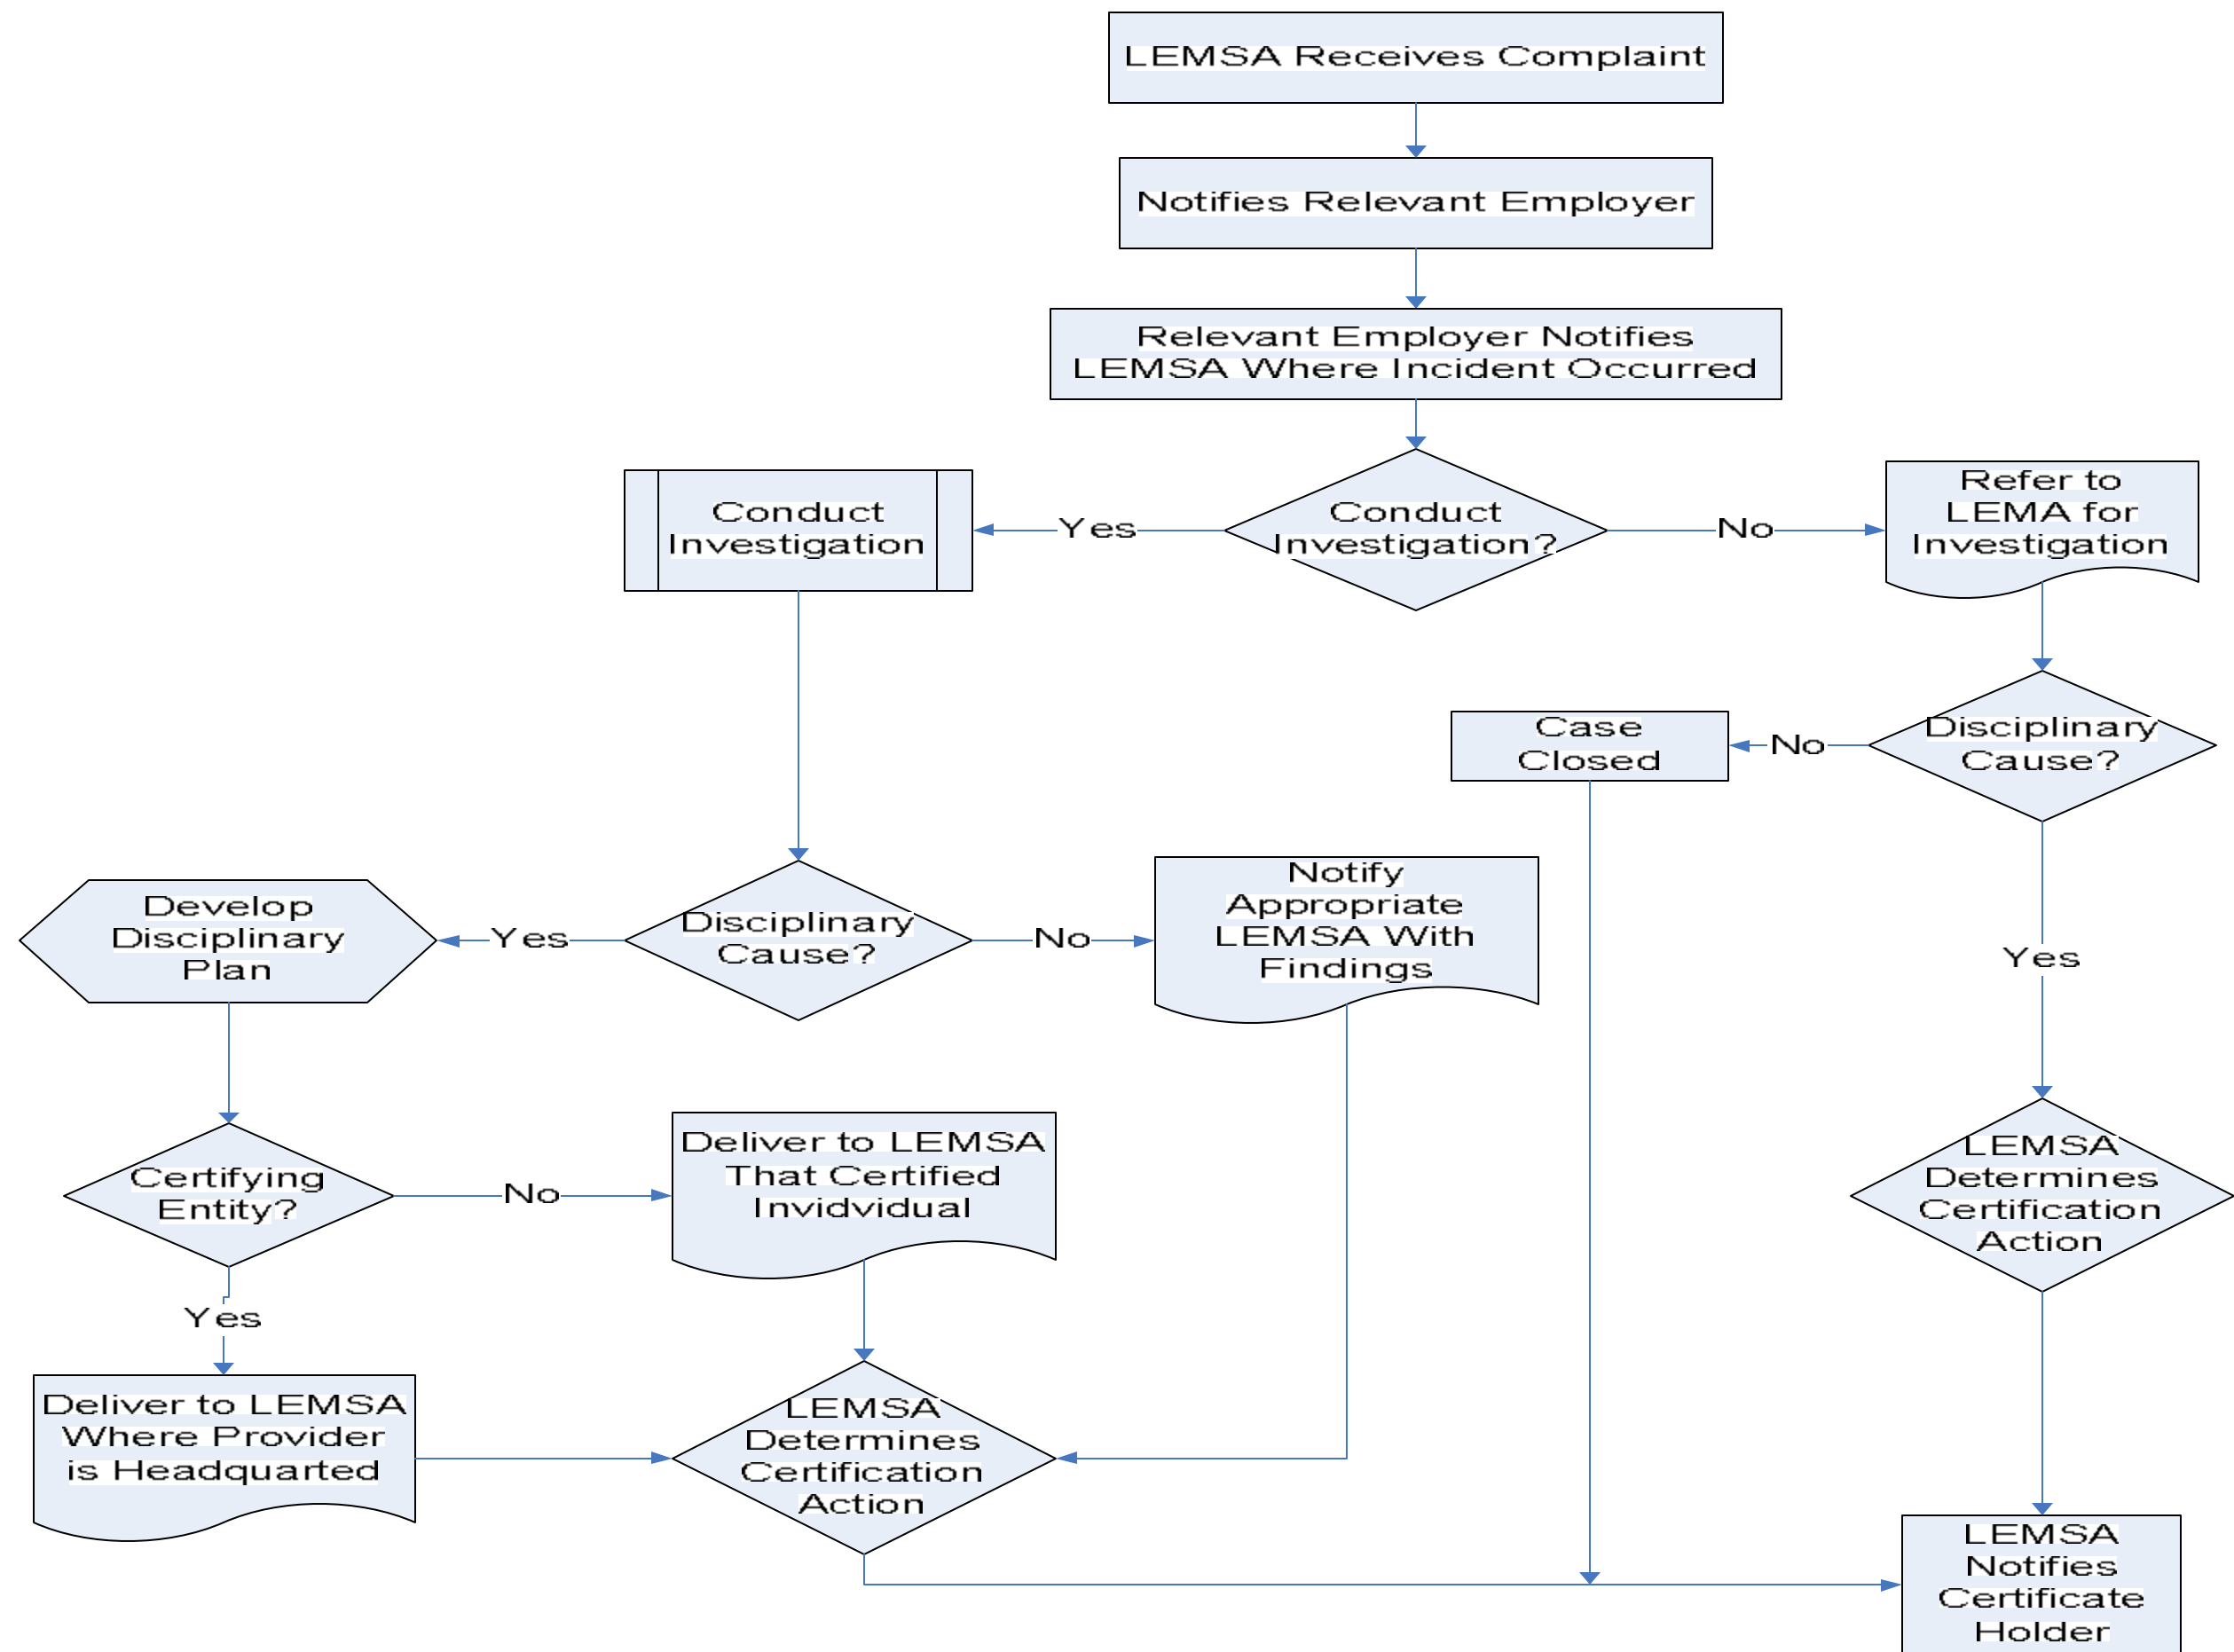 LEMSA Receives Complaint
Notifies Relevant Employer
Relevant Employer Notifies
LEMSA Where Incident Occurred
Conduct
Investigation
Yes
Conduct
Investigation?
No
Refer to
LEMA for
Investigation
Case
Closed
No
Disciplinary
Cause?
Develop
Disciplinary
Plan
Yes
Disciplinary
Cause?
No
Notify
Appropriate
LEMSA With
Findings
Yes
Certifying
Entity?
No
Deliver to LEMSA
That Certified
Invidvidual
LEMSA
Determines
Certification
Action
Yes
Deliver to LEMSA
Where Provider
is Headquarted
LEMSA
Determines
Certification
Action
LEMSA
Notifies
Certificate
Holder